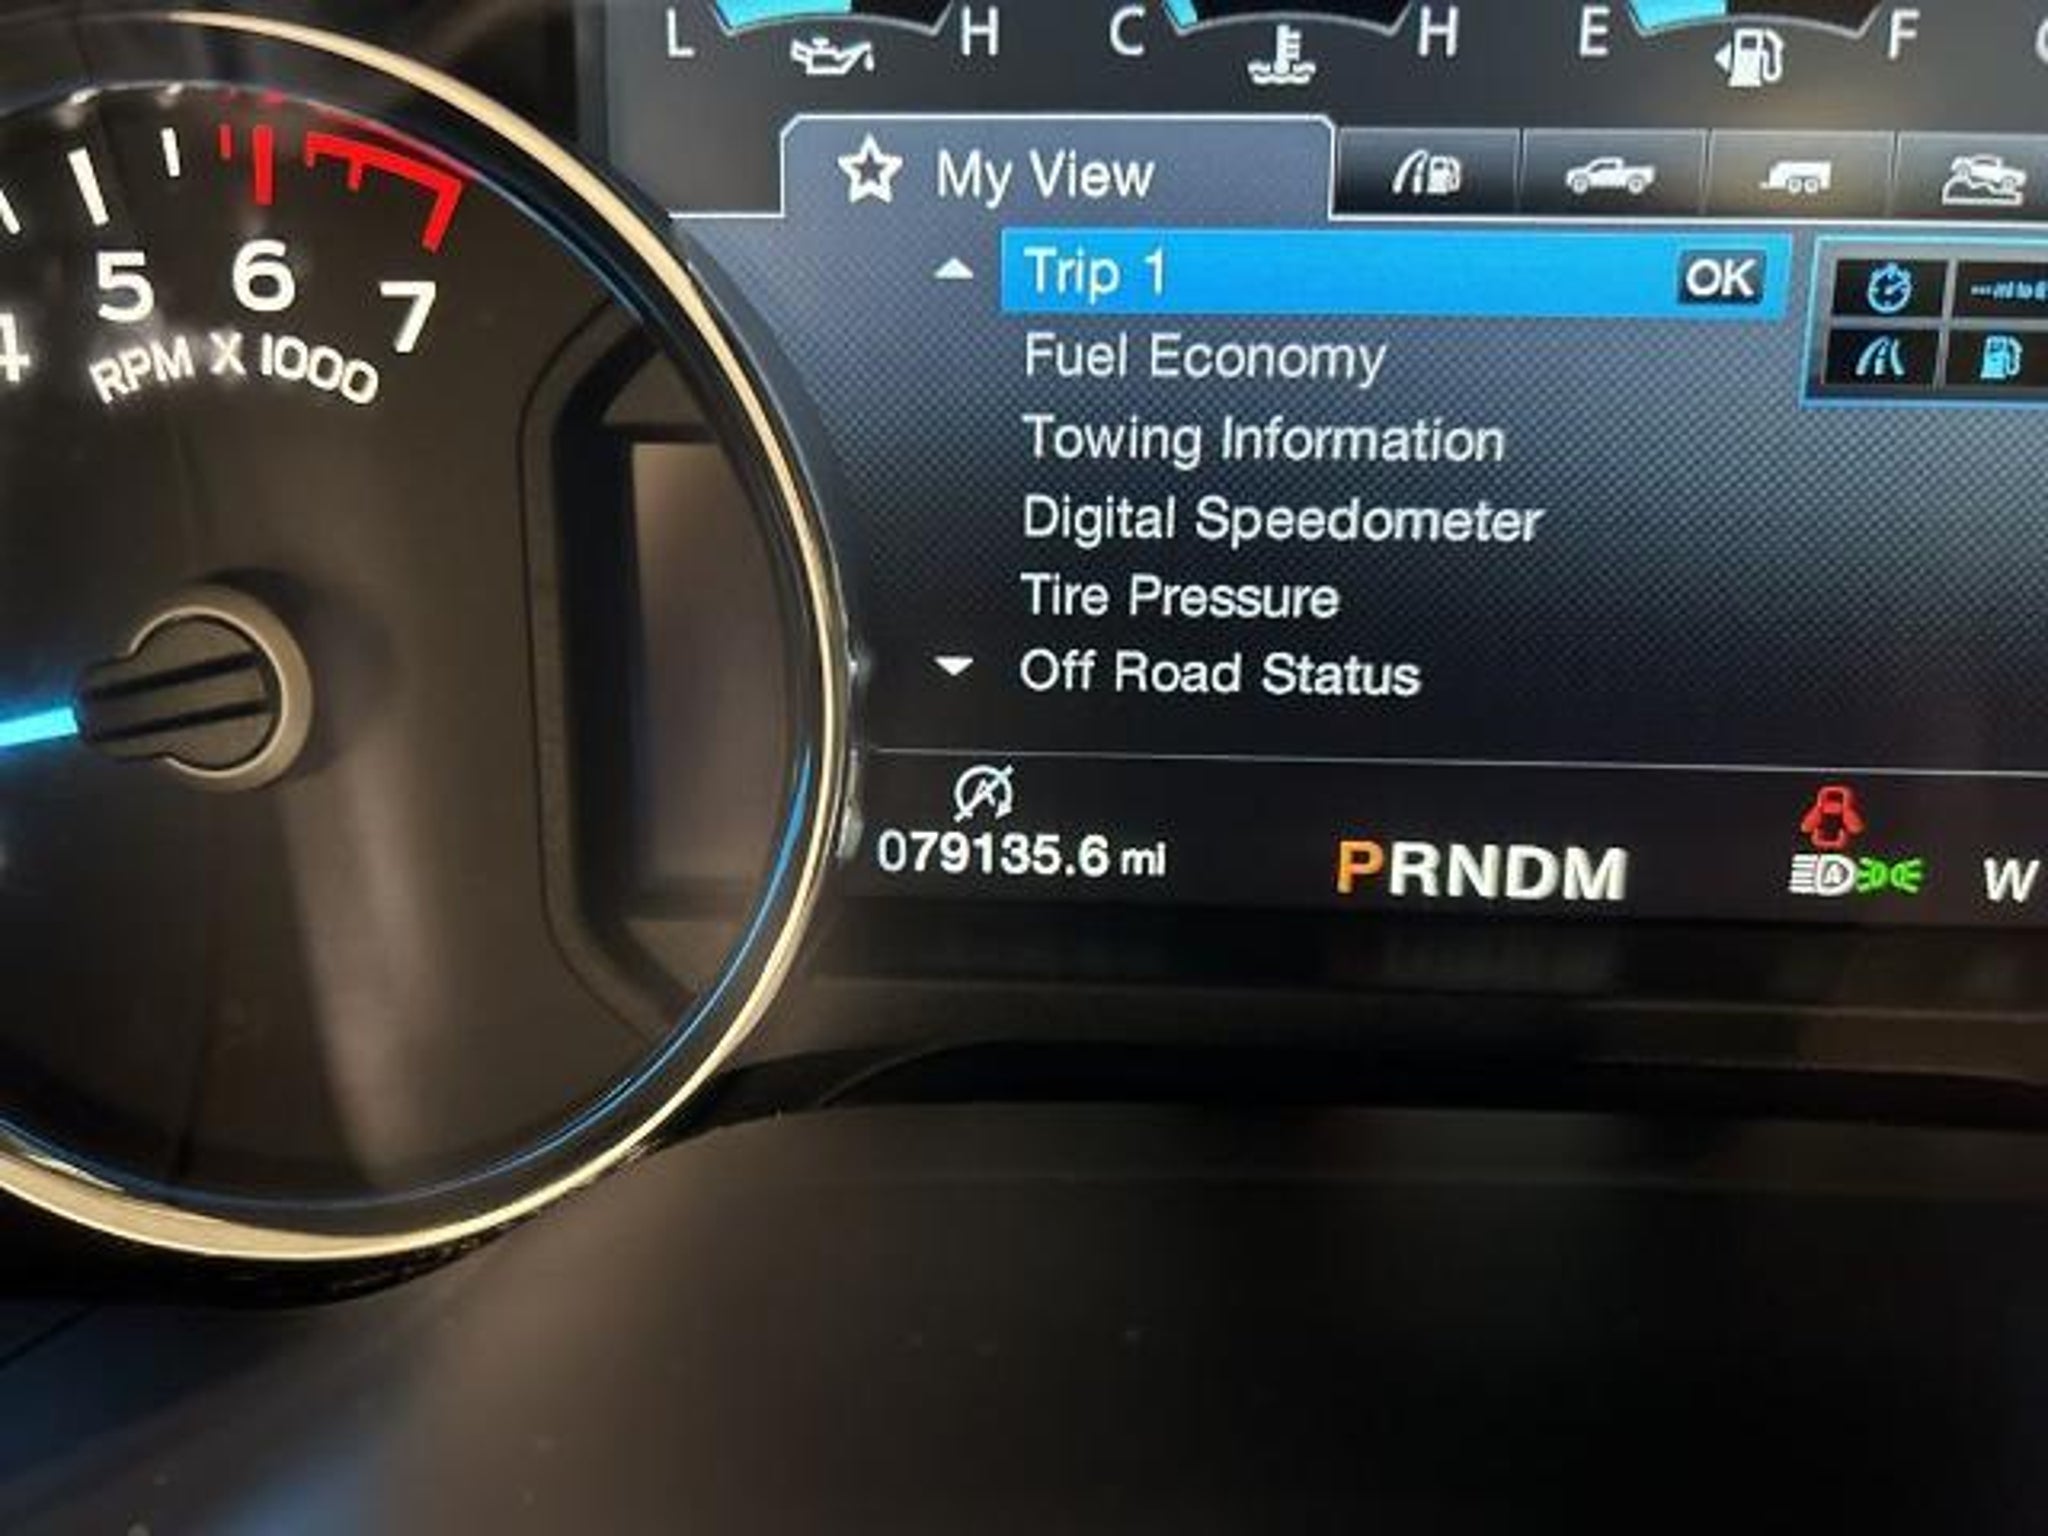 L H C H E F
My View
Trip 1 OK
Fuel Economy
Towing Information
Digital Speedometer
Tire Pressure
Off Road Status
079135.6 mi
PRNDM
A
W
4 5 6 7
RPM X 1000